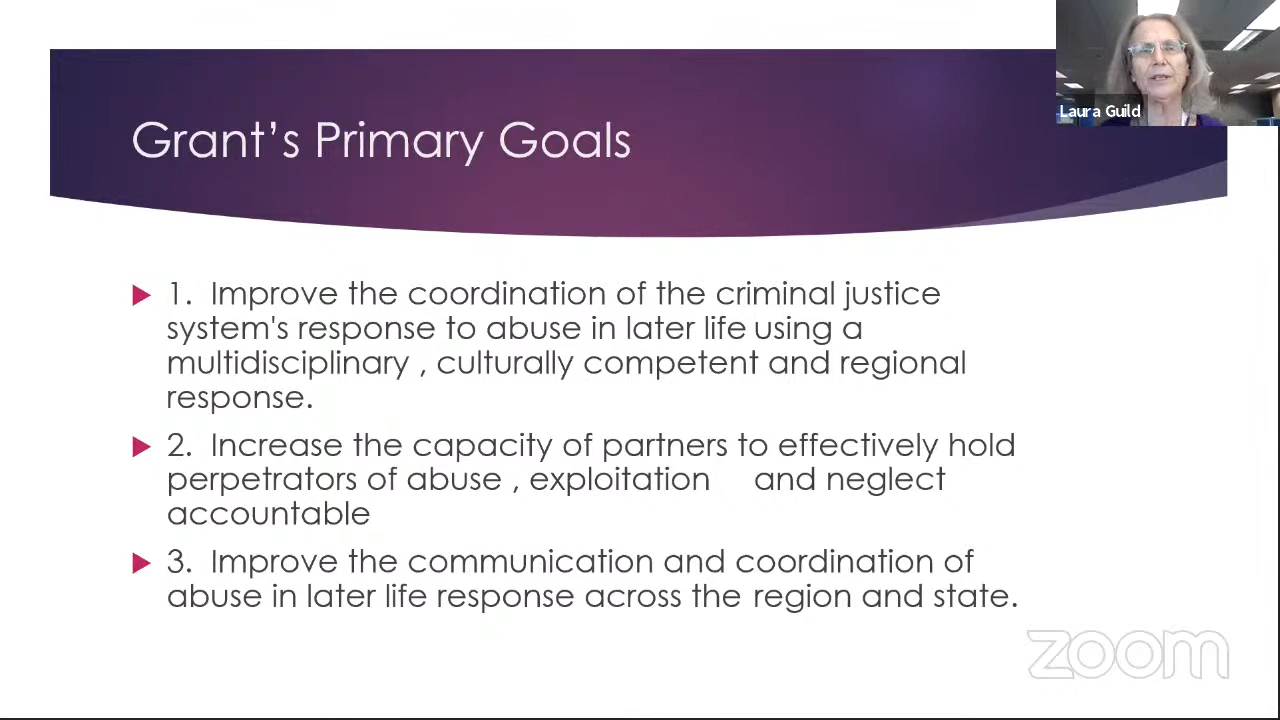 Laura Guild
Grant’s Primary Goals
1. Improve the coordination of the criminal justice
system's response to abuse in later life using a
multidisciplinary , culturally competent and regional
response.
2. Increase the capacity of partners to effectively hold
perpetrators of abuse , exploitation and neglect
accountable
3. Improve the communication and coordination of
abuse in later life response across the region and state.
zoom